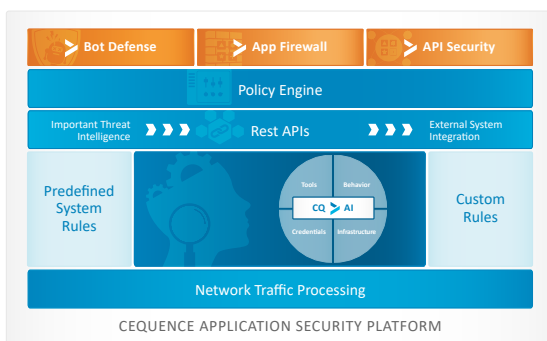 Bot Defense
App Firewall
API Security
Policy Engine
Important Threat
Intelligence
Rest APIs
External System
Integration
Predefined
System
Rules
Tools
Behavior
CQ AI
Credentials
Infrastructure
Custom
Rules
Network Traffic Processing
CEQUENCE APPLICATION SECURITY PLATFORM